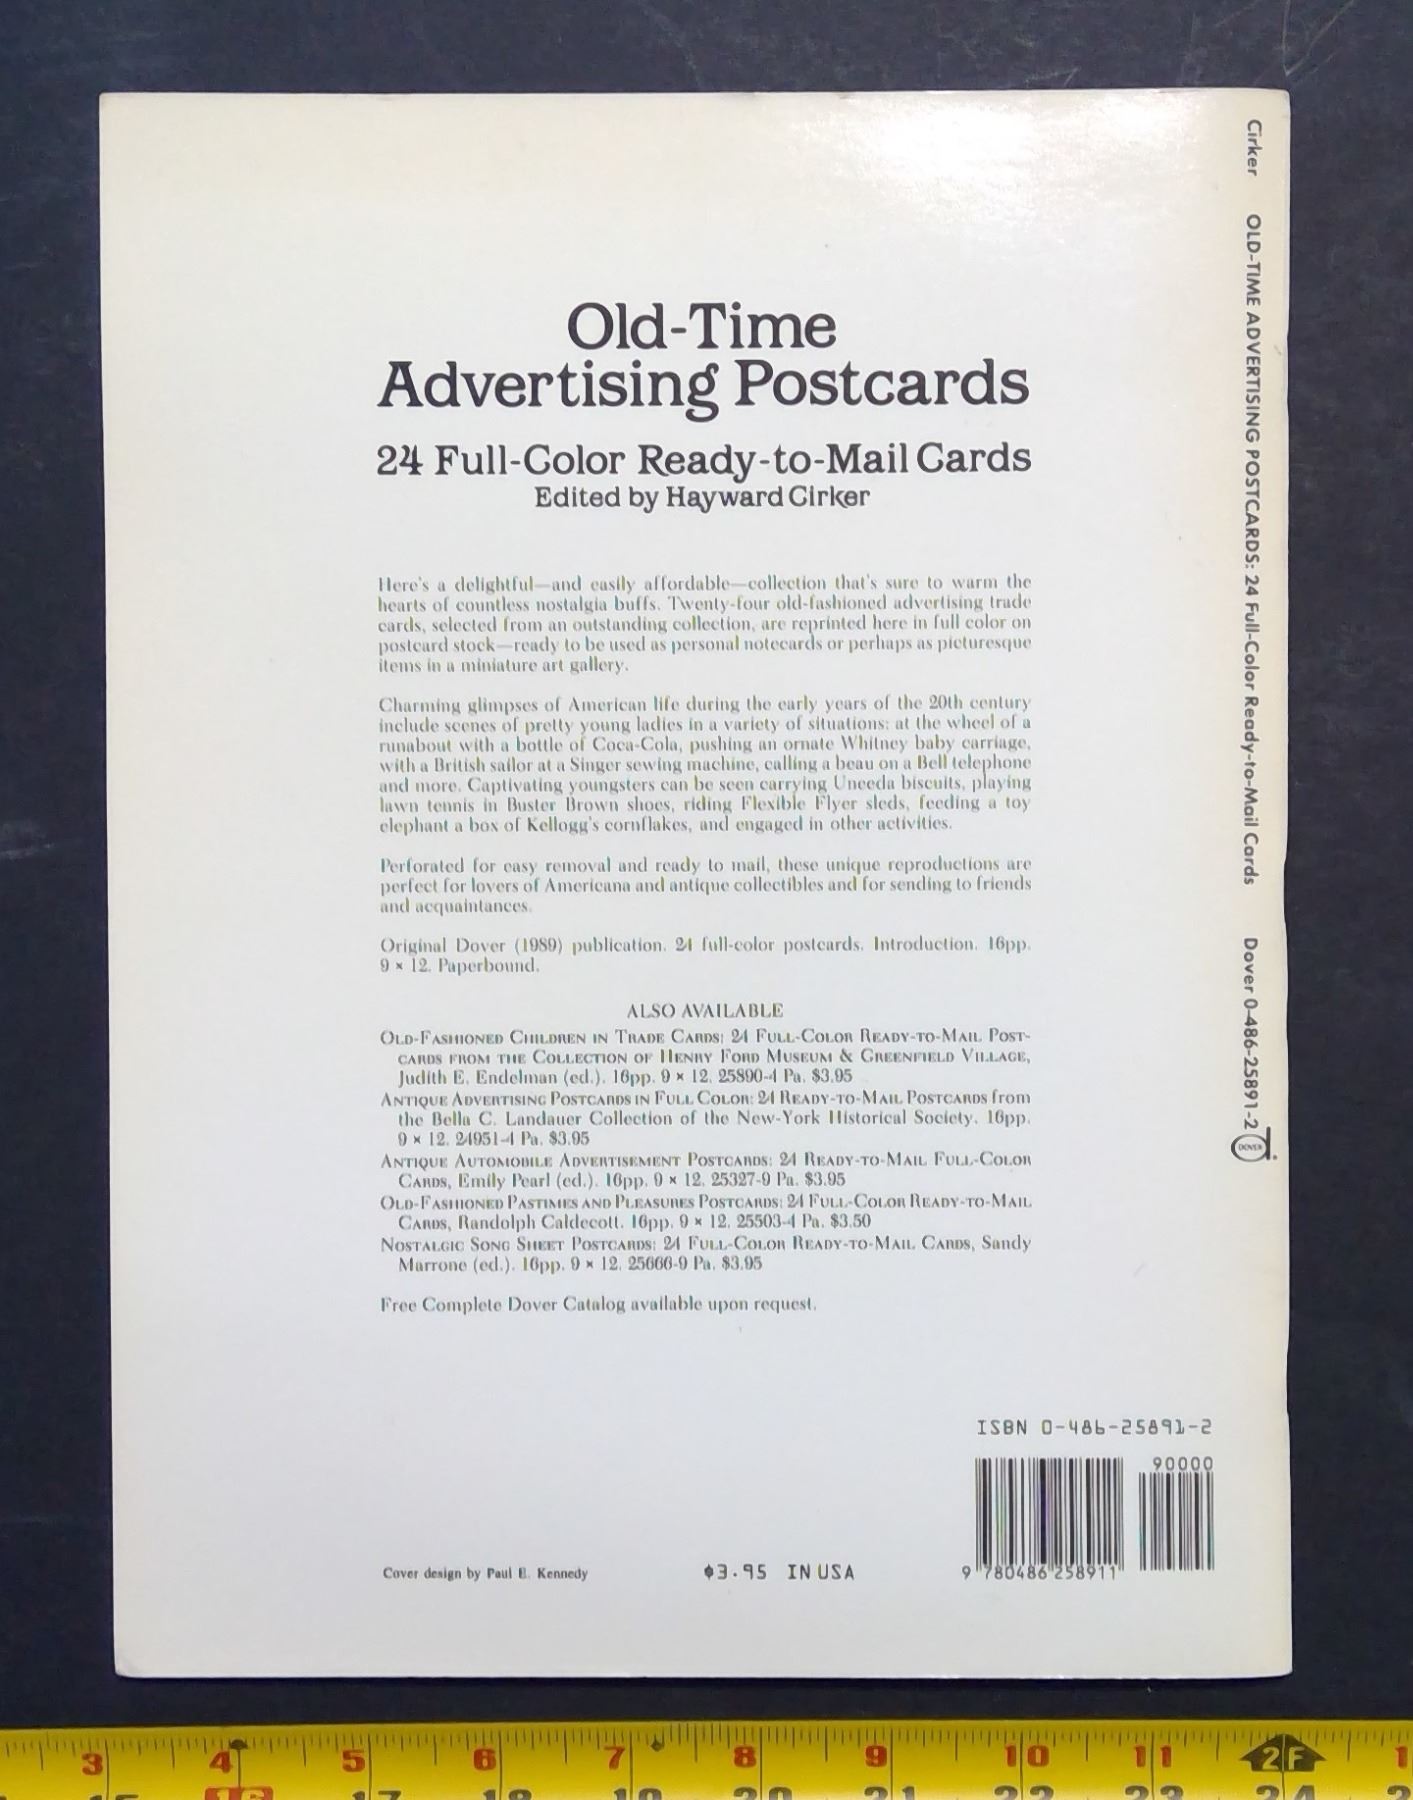 Old-Time
Advertising Postcards
24 Full-Color Ready-to-Mail Cards
Edited by Hayward Cirker
Here's a delightful—and easily affordable—collection that's sure to warm the
hearts of countless nostalgia buffs. Twenty-four old-fashioned advertising trade
cards, selected from an outstanding collection, are reprinted here in full color on
postcard stock—ready to be used as personal notecards or perhaps as picturesque
items in a miniature art gallery.
Charming glimpses of American life during the early years of the 20th century
include scenes of pretty young ladies in a variety of situations: at the wheel of a
runabout with a bottle of Coca-Cola, pushing an ornate Whitney baby carriage,
with a British sailor at a Singer sewing machine, calling a beau on a Bell telephone
and more. Captivating youngsters can be seen carrying Uneeda biscuits, playing
lawn tennis in Buster Brown shoes, riding Flexible Flyer sleds, feeding a toy
elephant a box of Kellogg's cornflakes, and engaged in other activities.
Perforated for easy removal and ready to mail, these unique reproductions are
perfect for lovers of Americana and antique collectibles and for sending to friends
and acquaintances.
Original Dover (1989) publication. 24 full-color postcards. Introduction. 16pp.
9 × 12. Paperbound.
ALSO AVAILABLE
OLD-FASHIONED CHILDREN IN TRADE CARDS: 24 FULL-COLOR READY-TO-MAIL POST-
CARDS FROM THE COLLECTION OF HENRY FORD MUSEUM & GREENFIELD VILLAGE,
Judith E. Endelman (ed.). 16pp. 9 × 12. 25890-4 Pa. $3.95
ANTIQUE ADVERTISING POSTCARDS IN FULL COLOR: 24 READY-TO-MAIL POSTCARDS from
the Bella C. Landauer Collection of the New-York Historical Society. 16pp.
9 × 12. 24951-4 Pa. $3.95
ANTIQUE AUTOMOBILE ADVERTISEMENT POSTCARDS: 24 READY-TO-MAIL FULL-COLOR
CARDS, Emily Pearl (ed.). 16pp. 9 × 12. 25327-9 Pa. $3.95
OLD-FASHIONED PASTIMES AND PLEASURES POSTCARDS: 24 FULL-COLOR READY-TO-MAIL
CARDS, Randolph Caldecott. 16pp. 9 × 12. 25503-4 Pa. $3.50
NOSTALGIC SONG SHEET POSTCARDS: 24 FULL-COLOR READY-TO-MAIL CARDS, Sandy
Marrone (ed.). 16pp. 9 × 12. 25666-9 Pa. $3.95
Free Complete Dover Catalog available upon request.
ISBN 0-486-25891-2
90000
9 780486 258911
Cover design by Paul E. Kennedy
$3.95 IN USA
Cirker OLD-TIME ADVERTISING POSTCARDS: 24 Full-Color Ready-to-Mail Cards Dover 0-486-25891-2
DOVER
3 4 5 6 7 8 9 10 11 2F 1
16 17 18 19 20 21 22 23 24